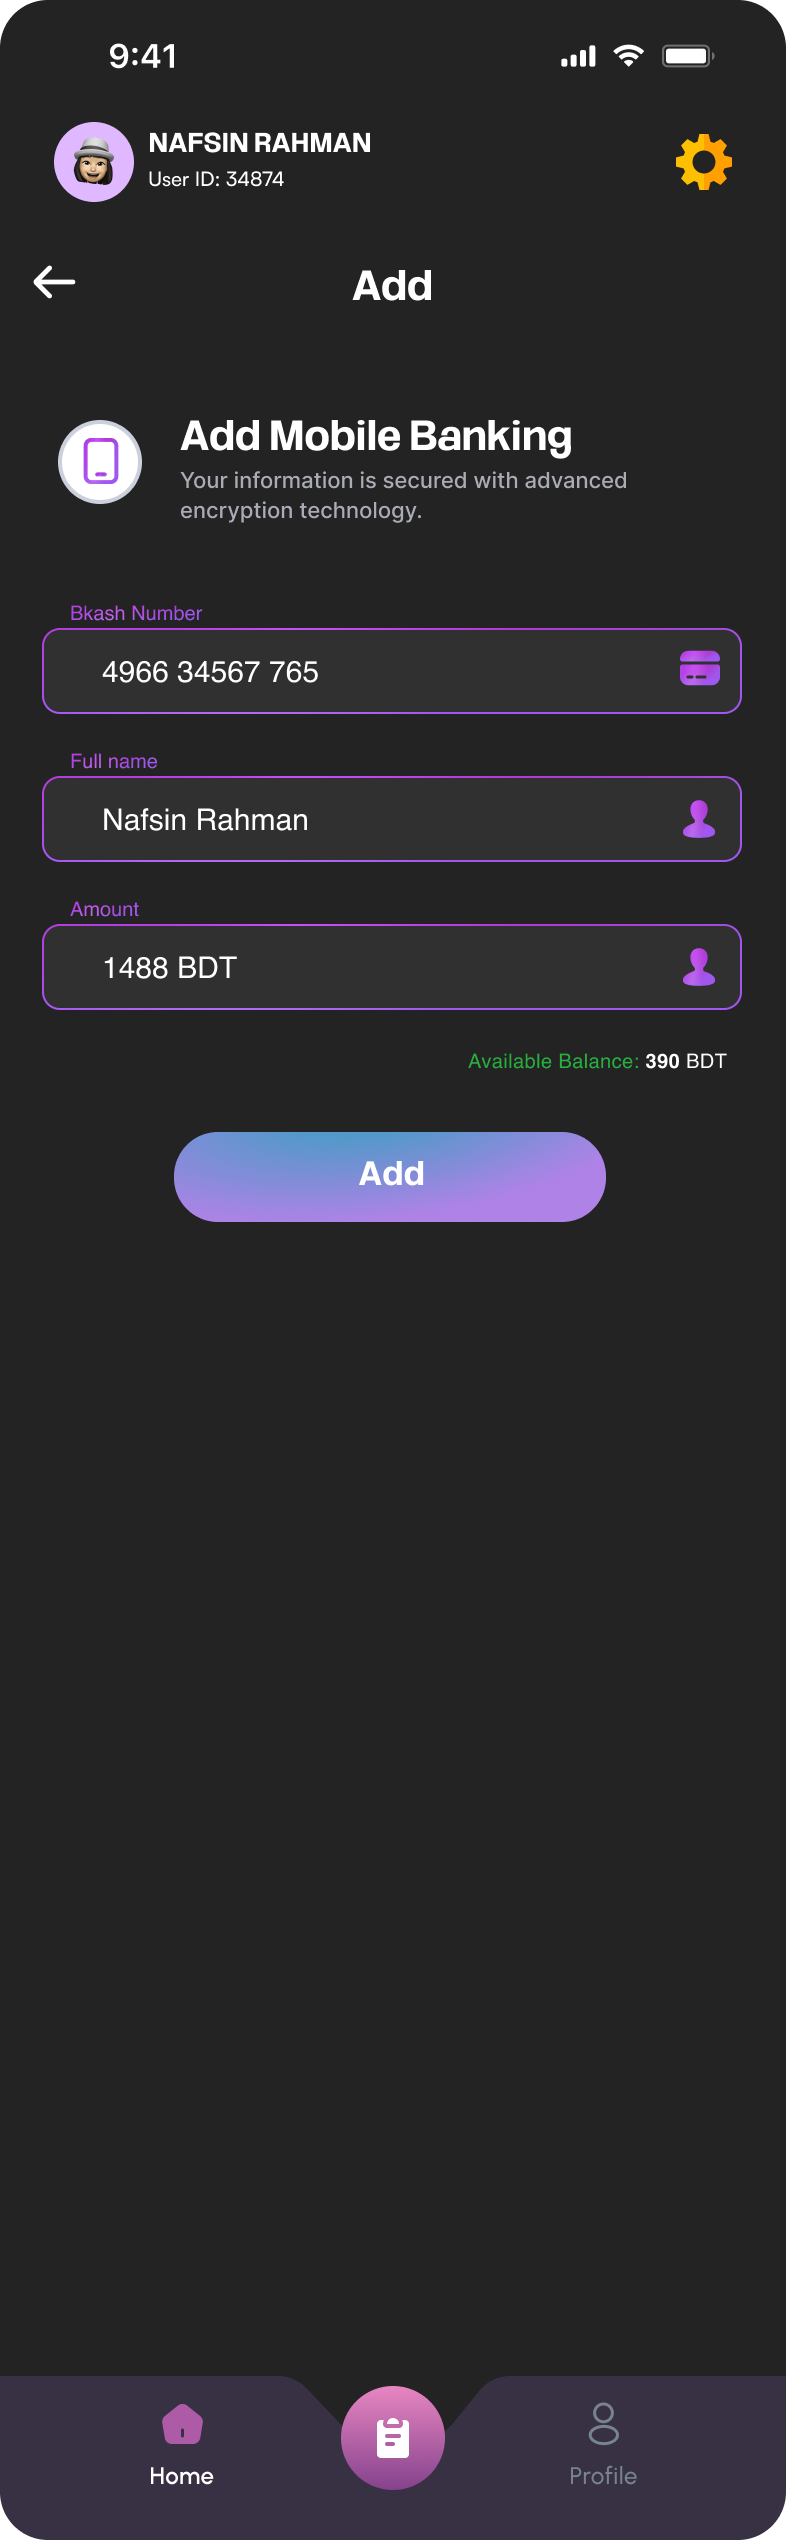 9:41
NAFSIN RAHMAN
User ID: 34874
Add
Add Mobile Banking
Your information is secured with advanced
encryption technology.
Bkash Number
4966 34567 765
Full name
Nafsin Rahman
Amount
1488 BDT
Available Balance: 390 BDT
Add
Home
Profile